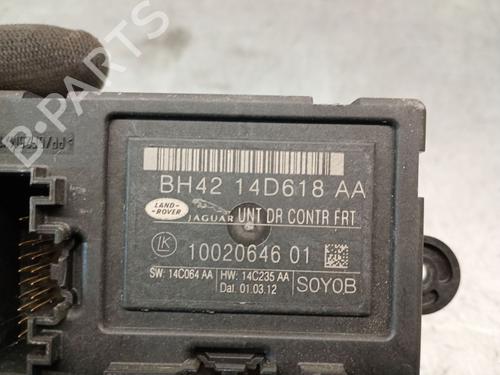 BH42 14D618 AA
LAND-
ROVER
JAGUAR
UNT DR CONTR FRT
LK
10020646 01
SW: 14C064 AA
HW: 14C235 AA
Dat. 01.03.12
S0Y0B
B-PARTS